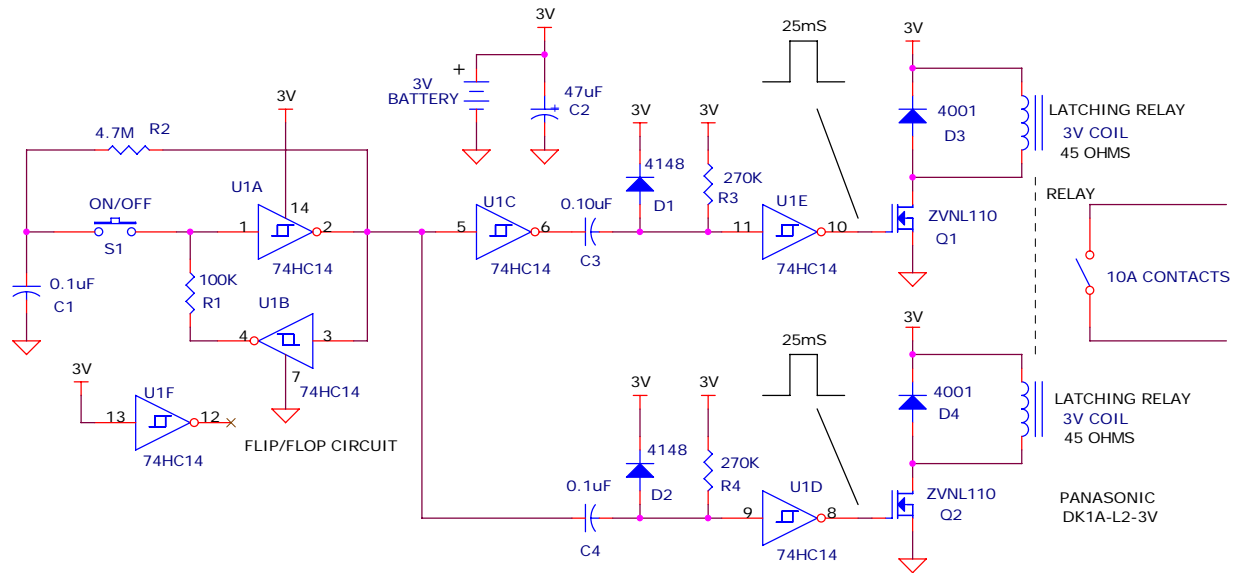 25mS
3V
3V
3V
3V
BATTERY
47uF
C2
+
+
4.7M
R2
3V
3V
3V
4001
D3
LATCHING RELAY
3V COIL
45 OHMS
ON/OFF
S1
U1A
14
1
2
74HC14
U1C
5
6
74HC14
0.10uF
C3
4148
D1
270K
R3
U1E
11
10
74HC14
ZVNL110
Q1
RELAY
10A CONTACTS
0.1uF
C1
100K
R1
U1B
4
3
7
74HC14
3V
U1F
13
12
74HC14
FLIP/FLOP CIRCUIT
25mS
3V
3V
3V
4001
D4
LATCHING RELAY
3V COIL
45 OHMS
0.1uF
C4
4148
D2
270K
R4
U1D
9
8
74HC14
ZVNL110
Q2
PANASONIC
DK1A-L2-3V